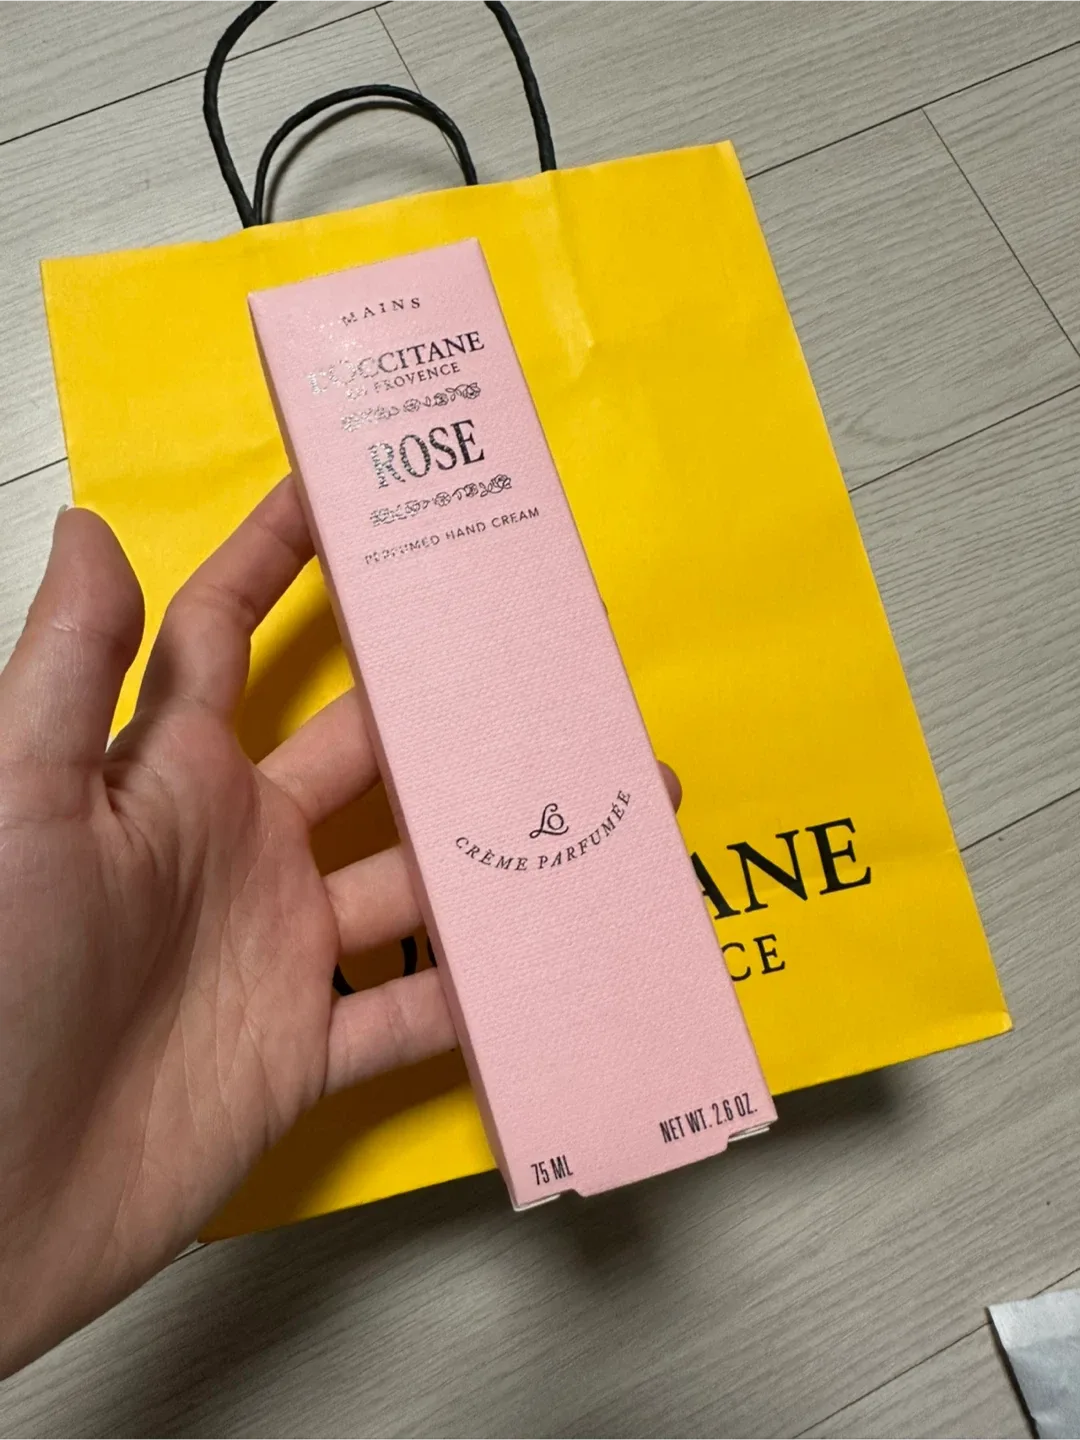 MAINS
L'OCCITANE
EN PROVENCE
ROSE
PERFUMED HAND CREAM
LO
CRÈME PARFUMÉE
75 ML
NET WT. 2.6 OZ.
ANE
CE